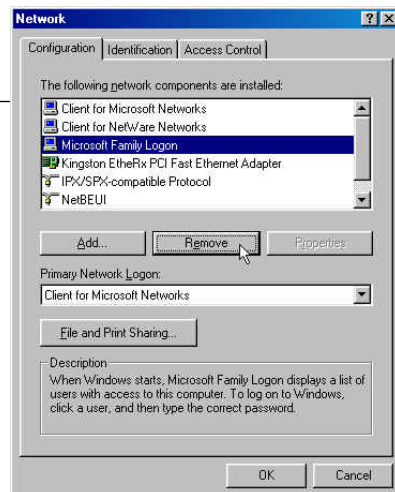 Network
Configuration Identification Access Control
The following network components are installed:
Client for Microsoft Networks
Client for NetWare Networks
Microsoft Family Logon
Kingston EtheRx PCI Fast Ethernet Adapter
IPX/SPX-compatible Protocol
NetBEUI
Add... Remove Properties
Primary Network Logon:
Client for Microsoft Networks
File and Print Sharing...
Description
When Windows starts, Microsoft Family Logon displays a list of
users with access to this computer. To log on to Windows,
click a user, and then type the correct password.
OK Cancel